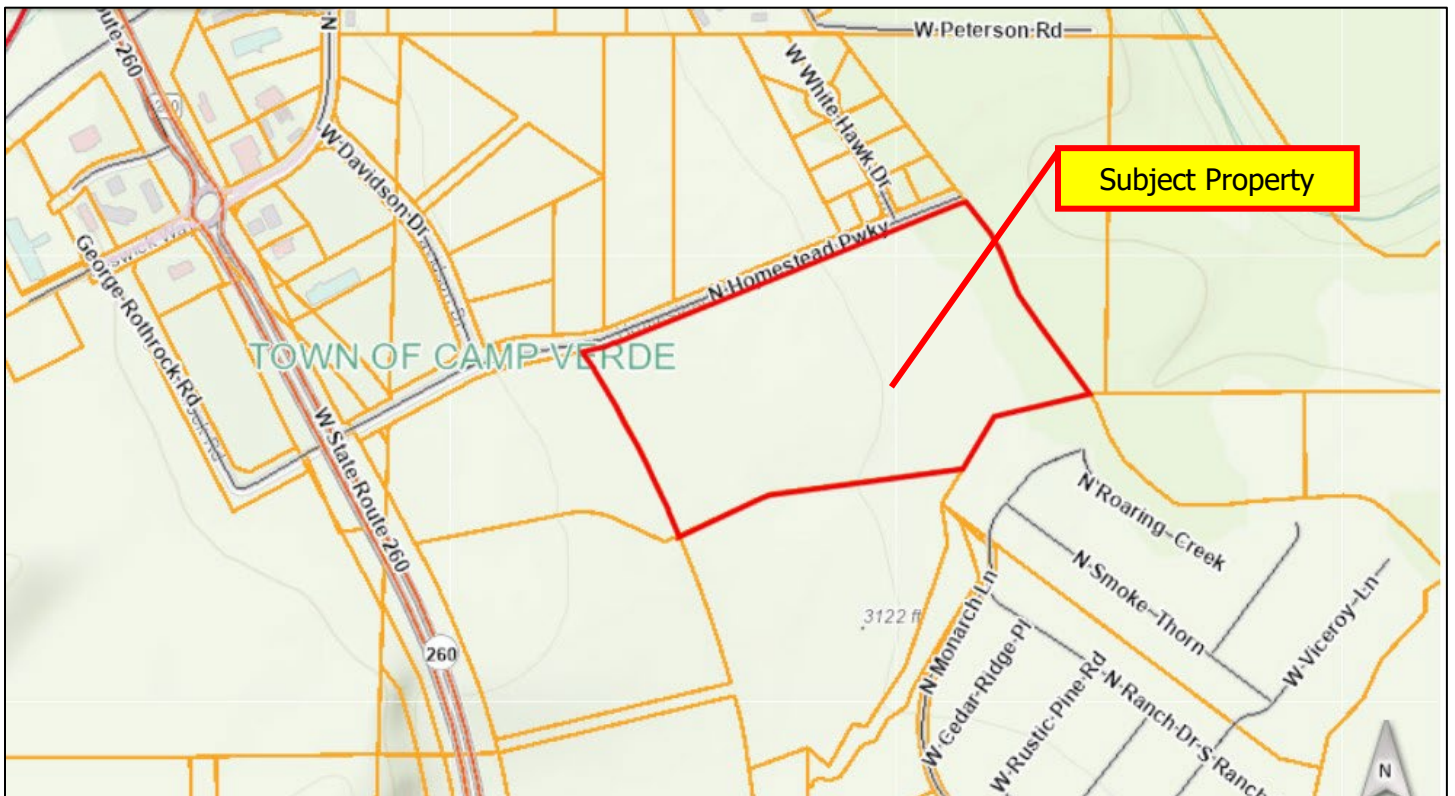 Route 260
N
W Peterson Rd
W White Hawk Dr
Subject Property
W Davidson Dr
N Homestead Pwky
George Rothrock Rd
TOWN OF CAMP VERDE
W State Route 260
N Roaring Creek
N Smoke Thorn
3122 ft
N Monarch Ln
W Viceroy Ln
W Cedar Ridge Pl
W Rustic Pine Rd
N Ranch Dr
S Ranch
260
N